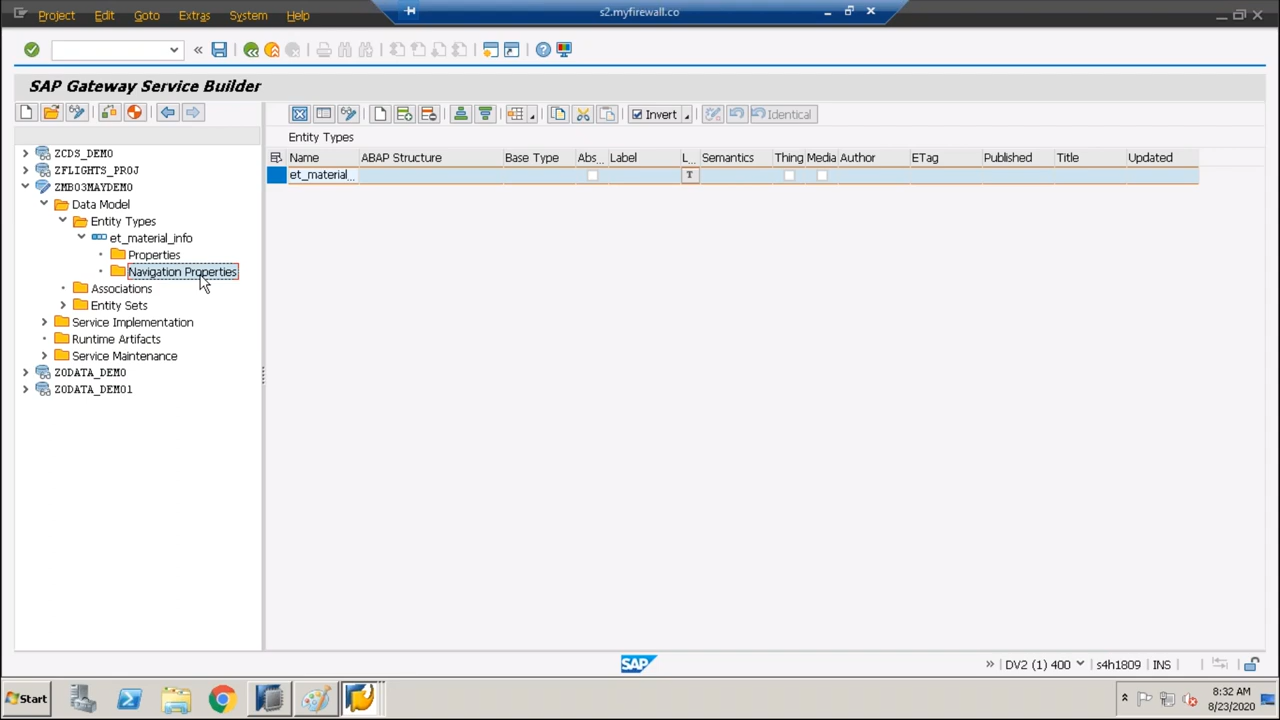 Project Edit Goto Extras System Help
s2.myfirewall.co
SAP Gateway Service Builder
Invert
Identical
Entity Types
Name ABAP Structure Base Type Abs... Label L... Semantics Thing Media Author ETag Published Title Updated
et_material... T
ZCDS_DEMO
ZFLIGHTS_PROJ
ZMB03MAYDEMO
Data Model
Entity Types
et_material_info
Properties
Navigation Properties
Associations
Entity Sets
Service Implementation
Runtime Artifacts
Service Maintenance
ZODATA_DEMO
ZODATA_DEMO1
SAP
DV2 (1) 400 s4h1809 INS
Start
8:32 AM
8/23/2020